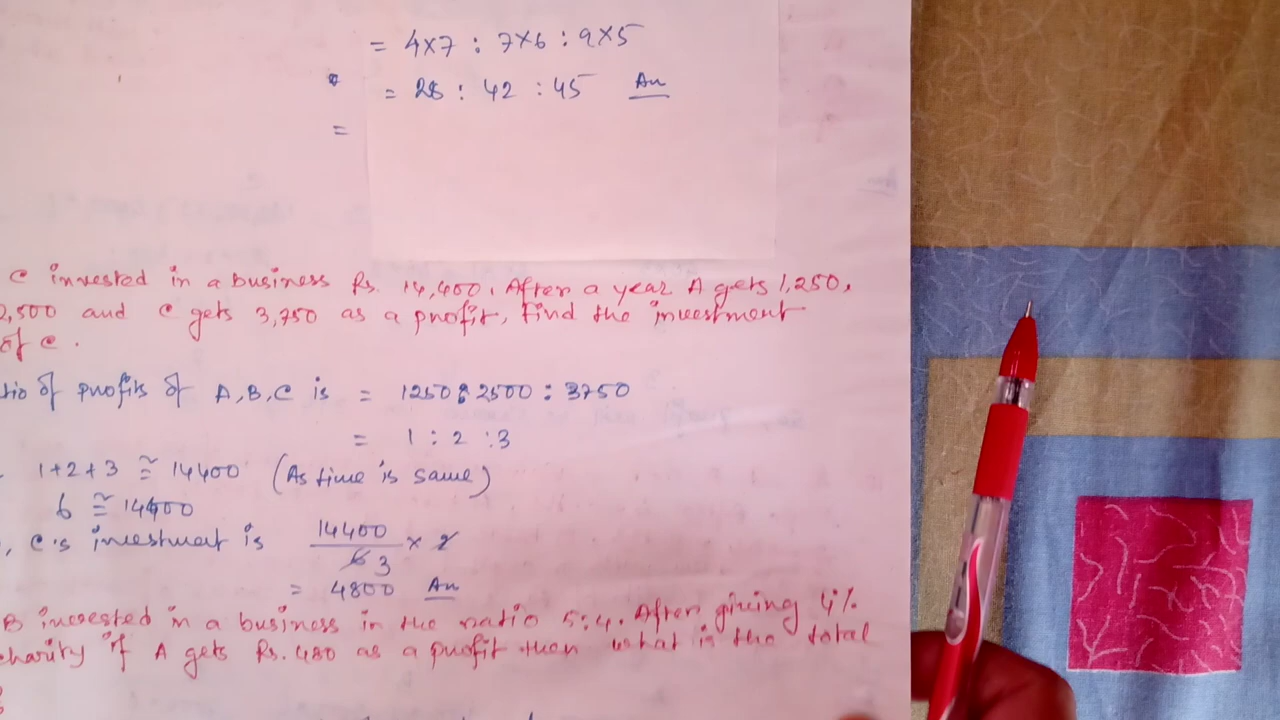 = 4×7 : 7×6 : 9×5
= 28 : 42 : 45 An
=
C invested in a business Rs. 14,400. After a year A gets 1,250,
2,500 and C gets 3,750 as a profit, Find the investment
of C.
tio of profits of A,B,C is = 1250:2500:3750
= 1:2:3
1+2+3 ≅ 14400 (As time is same)
6 ≅ 14400
, C's investment is 14400/6 3 × 2
= 4800 An
B invested in a business in the ratio 5:4. After giving 4%
charity if A gets Rs. 480 as a profit then what is the total